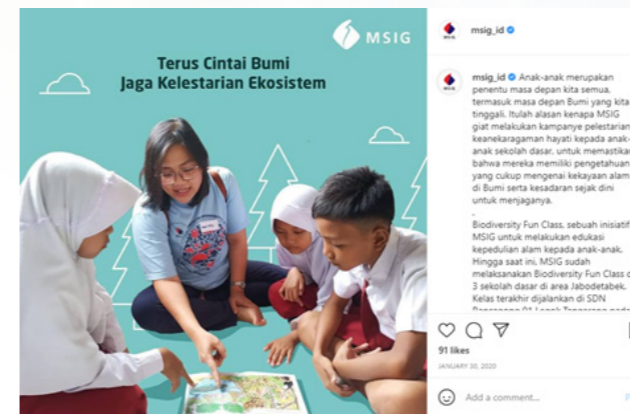 MSIG
Terus Cintai Bumi
Jaga Kelestarian Ekosistem
msig_id
msig_id Anak-anak merupakan
penentu masa depan kita semua,
termasuk masa depan Bumi yang kita
tinggali. Itulah alasan kenapa MSIG
giat melakukan kampanye pelestarian
keanekaragaman hayati kepada anak-
anak sekolah dasar, untuk memastikan
bahwa mereka memiliki pengetahuan
yang cukup mengenai kekayaan alam
di Bumi serta kesadaran sejak dini
untuk menjaganya.
.
Biodiversity Fun Class, sebuah inisiatif
MSIG untuk melakukan edukasi
kepedulian alam kepada anak-anak.
Hingga saat ini, MSIG sudah
melaksanakan Biodiversity Fun Class
3 sekolah dasar di area Jabodetabek.
Kelas terakhir dijalankan di SDN
91 likes
JANUARY 30, 2020
Add a comment...